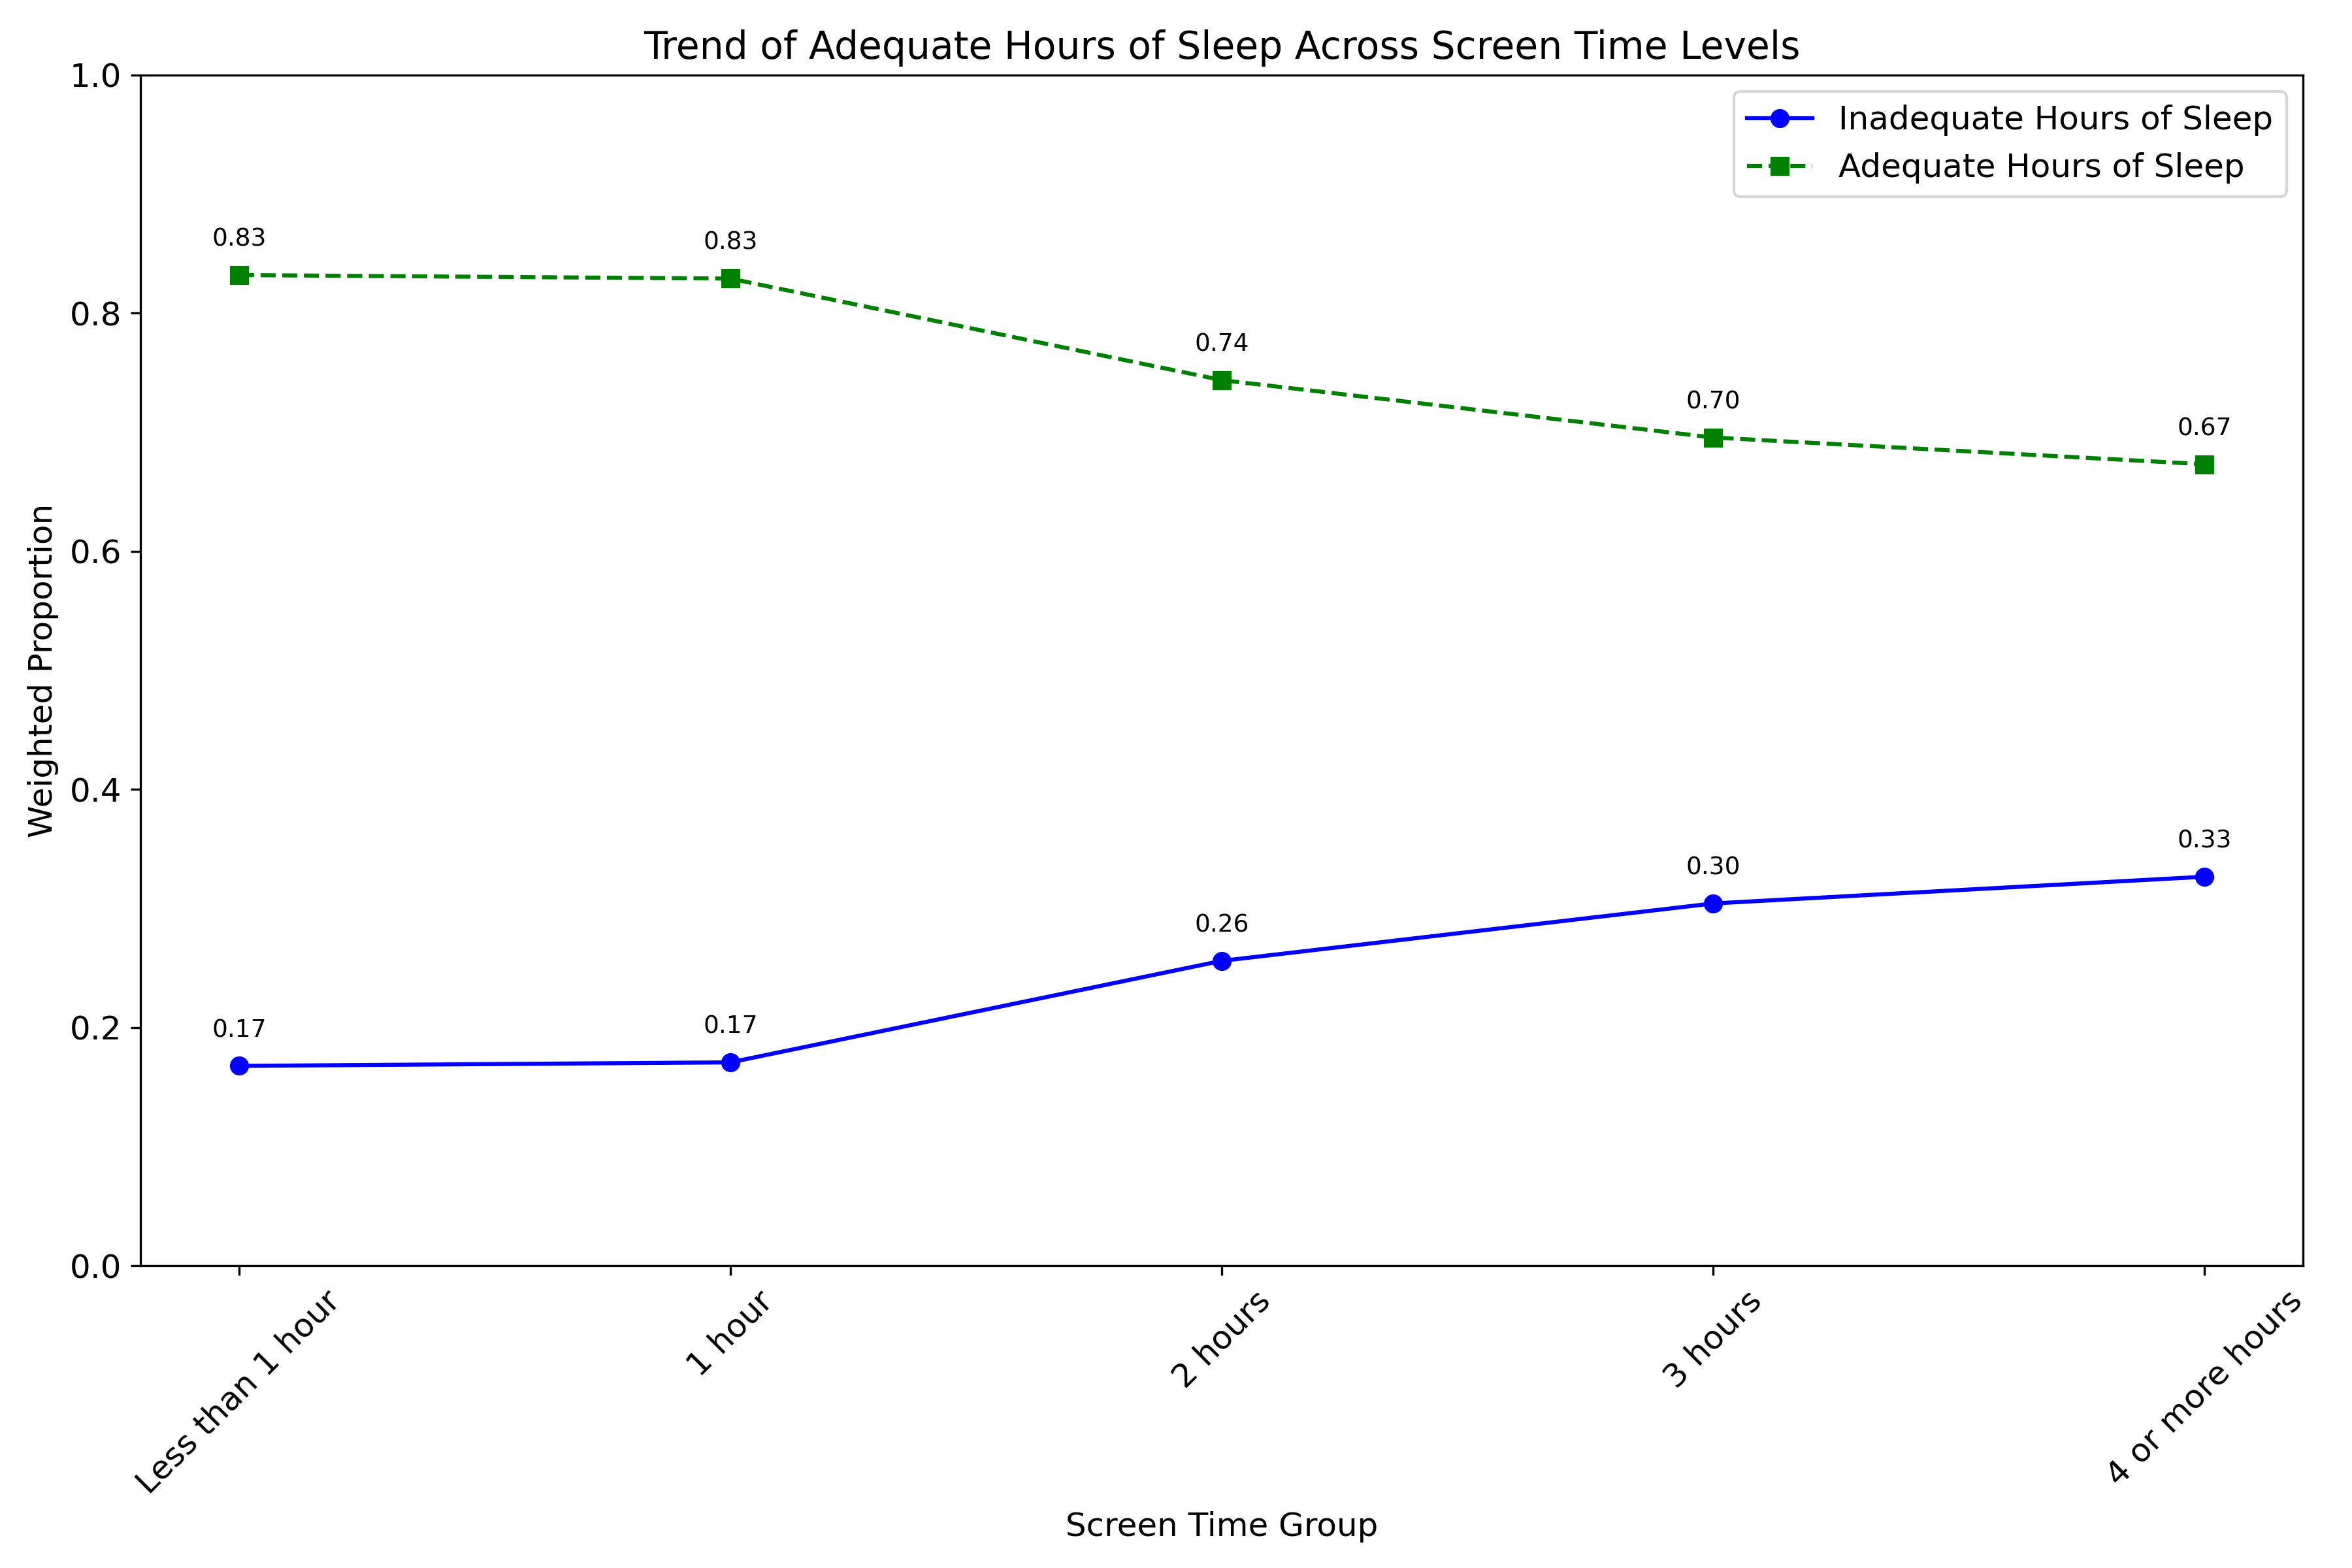 Trend of Adequate Hours of Sleep Across Screen Time Levels
Inadequate Hours of Sleep
Adequate Hours of Sleep
Weighted Proportion
1.0
0.8
0.6
0.4
0.2
0.0
0.83
0.83
0.74
0.70
0.67
0.17
0.17
0.26
0.30
0.33
Less than 1 hour
1 hour
2 hours
3 hours
4 or more hours
Screen Time Group